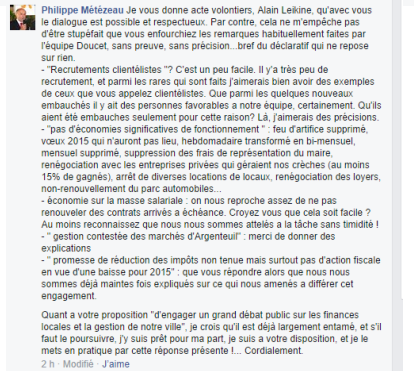 Philippe Métèzeau Je vous donne acte volontiers, Alain Leikine, qu'avec vous
le dialogue est possible et respectueux. Par contre, cela ne m'empêche pas
d'être stupéfait que vous enfourchiez les remarques habituellement faites par
l'équipe Doucet, sans preuve, sans précision...bref du déclaratif qui ne repose
sur rien.
- "Recrutements clientélistes "? C'est un peu facile. Il y'a très peu de
recrutement, et parmi les rares qui sont faits j'aimerais bien avoir des exemples
de ceux que vous appelez clientélistes. Que parmi les quelques nouveaux
embauchés il y ait des personnes favorables a notre équipe, certainement. Qu'ils
aient été embauches seulement pour cette raison? Là, j'aimerais des précisions.
- "pas d'économies significatives de fonctionnement " : feu d'artifice supprimé,
vœux 2015 qui n'auront pas lieu, hebdomadaire transformé en bi-mensuel,
mensuel supprimé, suppression des frais de représentation du maire,
renégociation avec les entreprises privées qui géraient nos crèches (au moins
15% de gagnés), arrêt de diverses locations de locaux, renégociation des loyers,
non-renouvellement du parc automobiles...
- économie sur la masse salariale : on nous reproche assez de ne pas
renouveler des contrats arrivés a échéance. Croyez vous que cela soit facile ?
Au moins reconnaissez que nous nous sommes attelés a la tâche sans timidité !
- " gestion contestée des marchés d'Argenteuil" : merci de donner des
explications
- " promesse de réduction des impôts non tenue mais surtout pas d'action fiscale
en vue d'une baisse pour 2015" : que vous répondre alors que nous nous
sommes déjà maintes fois expliqués sur ce qui nous amenés a différer cet
engagement.
Quant a votre proposition "d'engager un grand débat public sur les finances
locales et la gestion de notre ville", je crois qu'il est déjà largement entamé, et s'il
faut le poursuivre, j'y suis prêt pour ma part, je suis a votre disposition, et je le
mets en pratique par cette réponse présente !... Cordialement.
2 h · Modifié · J'aime